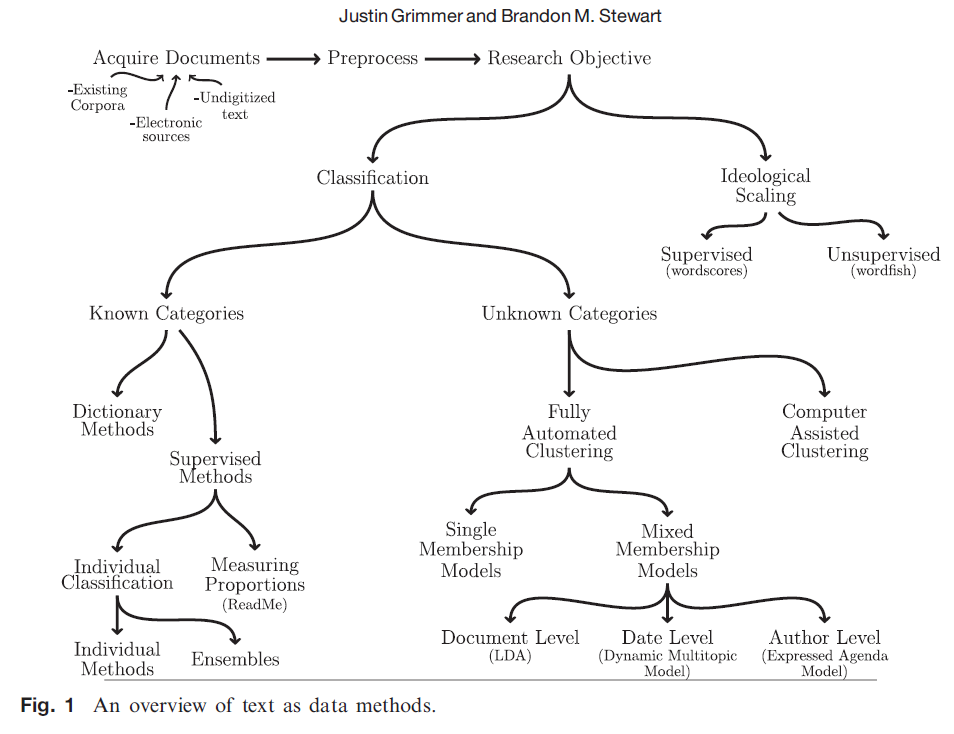 Justin Grimmer and Brandon M. Stewart
Acquire Documents
Preprocess
Research Objective
-Existing
Corpora
-Undigitized
text
-Electronic
sources
Classification
Ideological
Scaling
Supervised
(wordscores)
Unsupervised
(wordfish)
Known Categories
Unknown Categories
Dictionary
Methods
Supervised
Methods
Fully
Automated
Clustering
Computer
Assisted
Clustering
Individual
Classification
Measuring
Proportions
(ReadMe)
Single
Membership
Models
Mixed
Membership
Models
Individual
Methods
Ensembles
Document Level
(LDA)
Date Level
(Dynamic Multitopic
Model)
Author Level
(Expressed Agenda
Model)
Fig. 1 An overview of text as data methods.